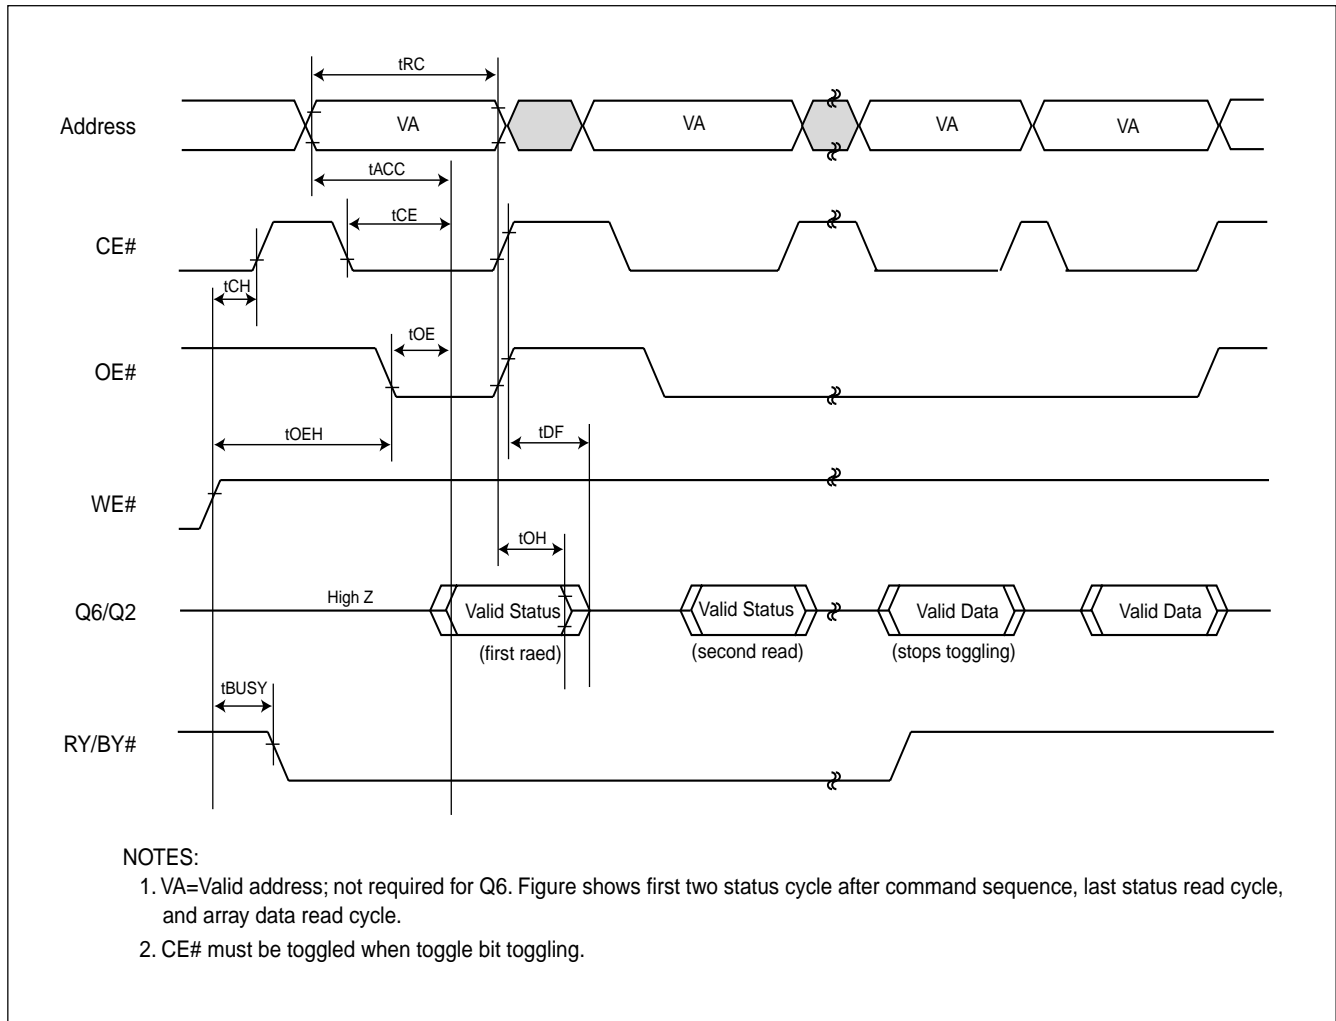 tRC
Address
VA
VA
VA
VA
tACC
tCE
CE#
tCH
tOE
OE#
tOEH
tDF
WE#
tOH
High Z
Q6/Q2
Valid Status
Valid Status
Valid Data
Valid Data
(first raed)
(second read)
(stops toggling)
tBUSY
RY/BY#
NOTES:
1. VA=Valid address; not required for Q6. Figure shows first two status cycle after command sequence, last status read cycle,
and array data read cycle.
2. CE# must be toggled when toggle bit toggling.